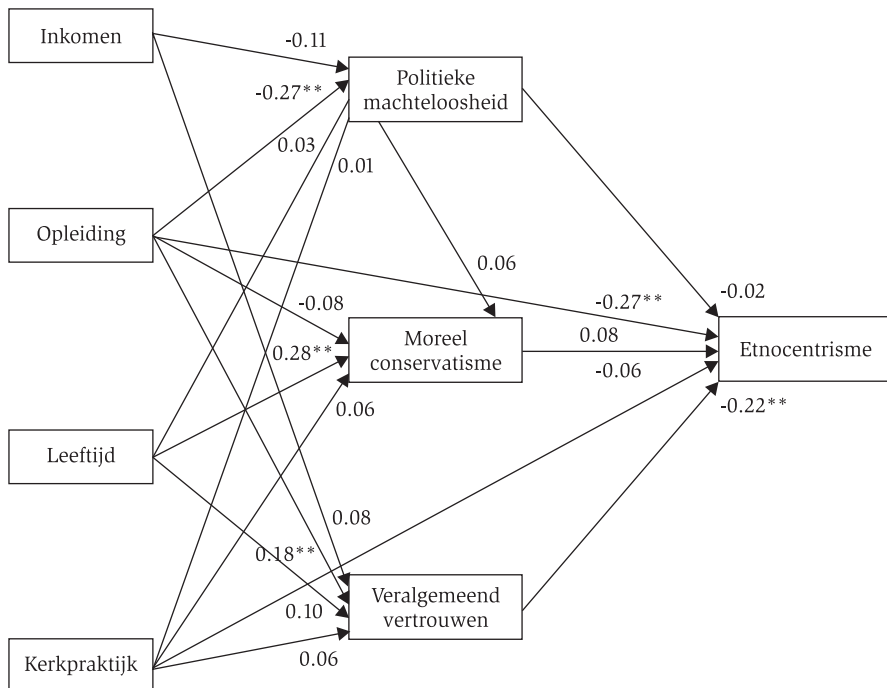 Inkomen
-0.11
Politieke
machteloosheid
-0.27**
0.03
0.01
Opleiding
0.06
-0.27**
-0.02
-0.08
Moreel
conservatisme
0.08
Etnocentrisme
0.28**
-0.06
0.06
-0.22**
Leeftijd
0.08
0.18**
Veralgemeend
vertrouwen
0.10
0.06
Kerkpraktijk